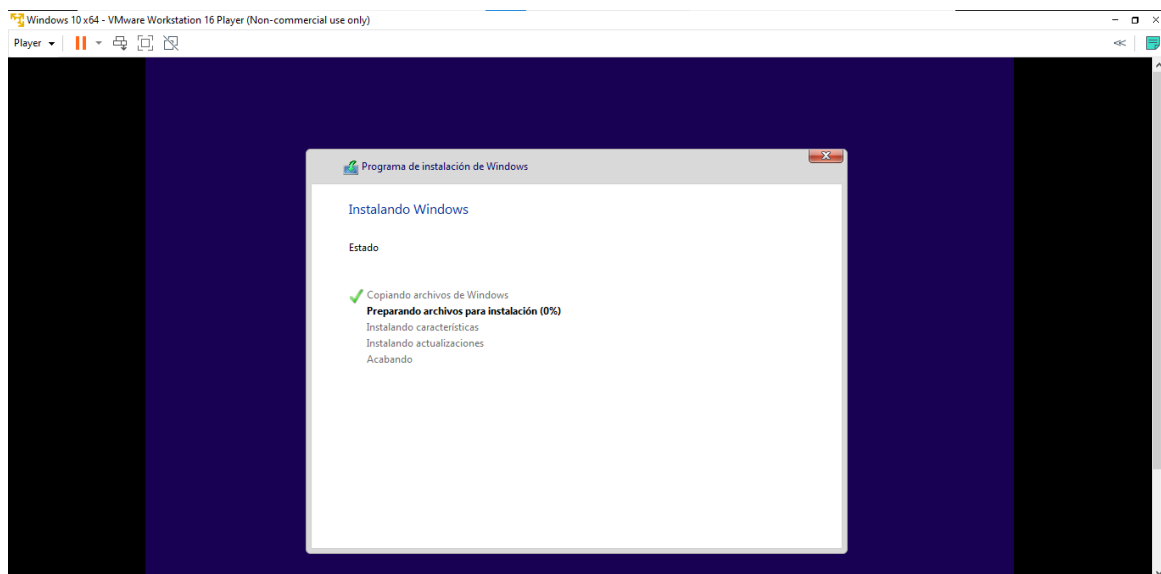 Windows 10 x64 - VMware Workstation 16 Player (Non-commercial use only)
Player
Programa de instalación de Windows
Instalando Windows
Estado
Copiando archivos de Windows
Preparando archivos para instalación (0%)
Instalando características
Instalando actualizaciones
Acabando